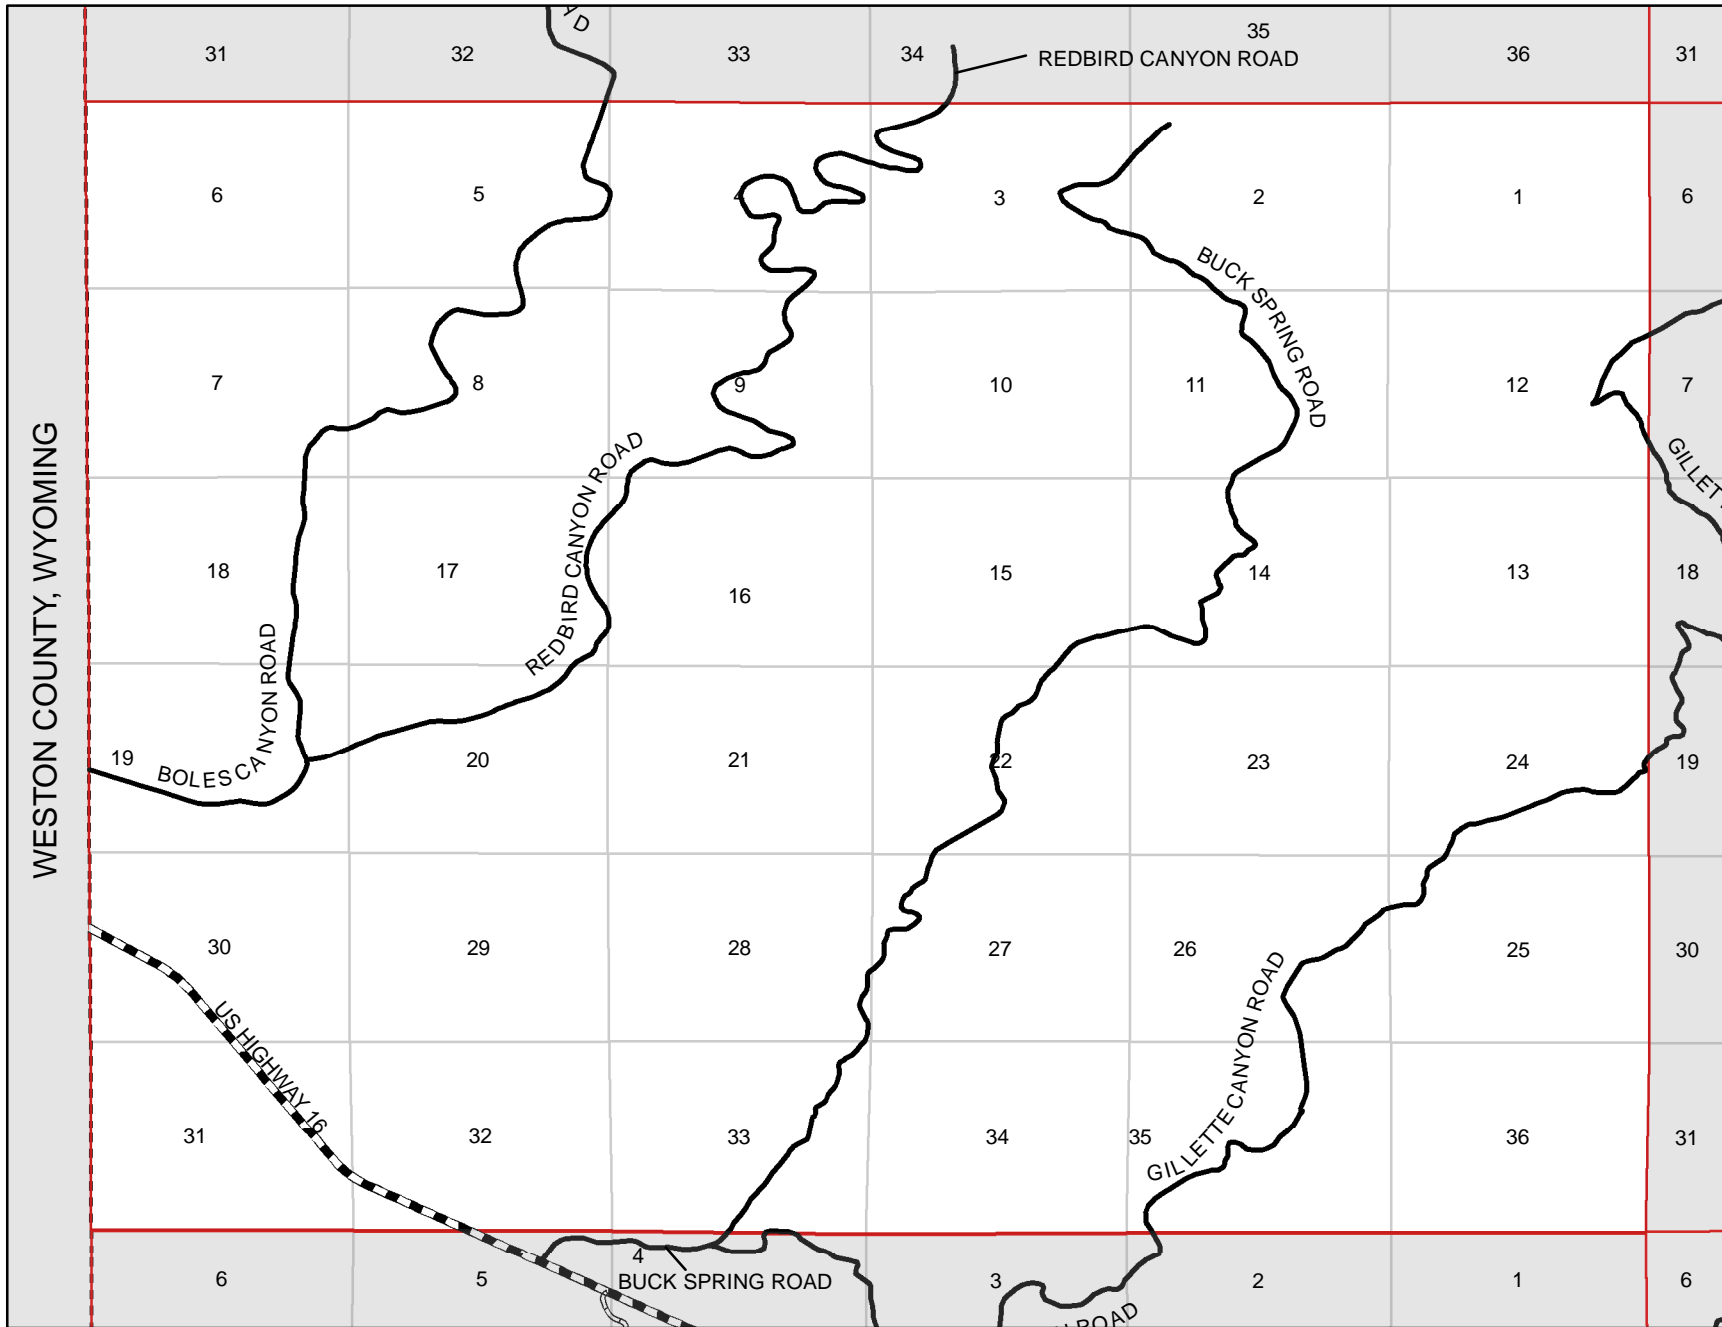 31 32 33 34 35 36 31
REDBIRD CANYON ROAD
6 5 4 3 2 1 6
BUCK SPRING ROAD
7 8 9 10 11 12 7
REDBIRD CANYON ROAD
WESTON COUNTY, WYOMING
18 17 16 15 14 13 18
BOLES CANYON ROAD
19 20 21 22 23 24 19
30 29 28 27 26 25 30
US HIGHWAY 16
GILLETTE CANYON ROAD
31 32 33 34 35 36 31
6 5 4 3 2 1 6
BUCK SPRING ROAD
ROAD